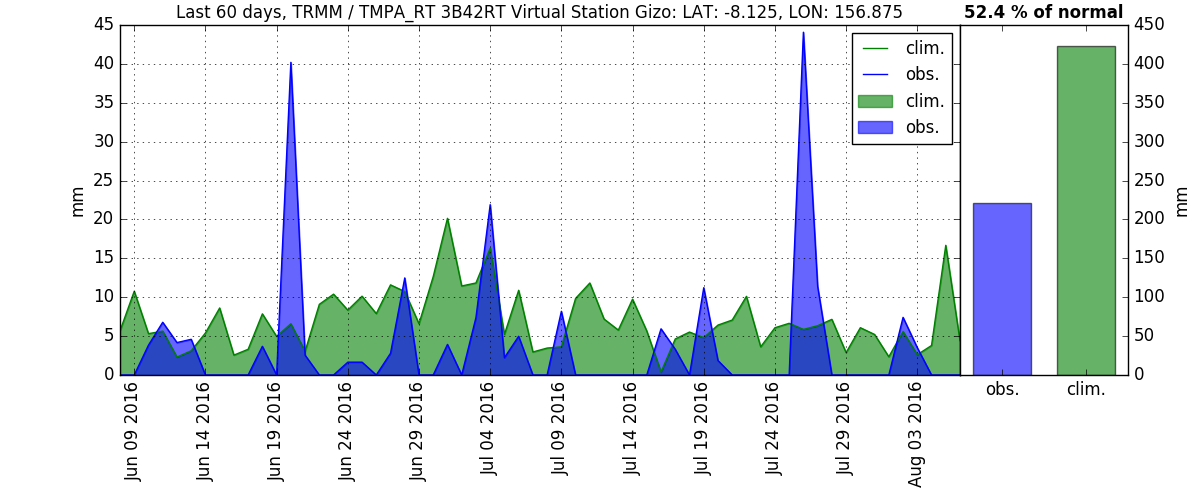 Last 60 days, TRMM / TMPA_RT 3B42RT Virtual Station Gizo: LAT: -8.125, LON: 156.875
52.4 % of normal
45
40
35
30
25
20
15
10
5
0
mm
clim.
obs.
clim.
obs.
Jun 09 2016
Jun 14 2016
Jun 19 2016
Jun 24 2016
Jun 29 2016
Jul 04 2016
Jul 09 2016
Jul 14 2016
Jul 19 2016
Jul 24 2016
Jul 29 2016
Aug 03 2016
450
400
350
300
250
200
150
100
50
0
mm
obs.
clim.